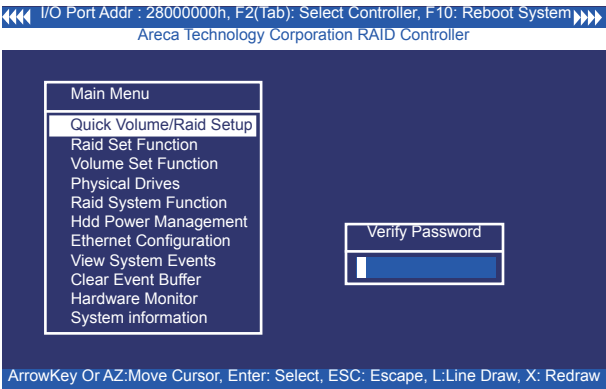 I/O Port Addr : 28000000h, F2(Tab): Select Controller, F10: Reboot System
Areca Technology Corporation RAID Controller
Main Menu
Quick Volume/Raid Setup
Raid Set Function
Volume Set Function
Physical Drives
Raid System Function
Hdd Power Management
Ethernet Configuration
View System Events
Clear Event Buffer
Hardware Monitor
System information
Verify Password
ArrowKey Or AZ:Move Cursor, Enter: Select, ESC: Escape, L:Line Draw, X: Redraw